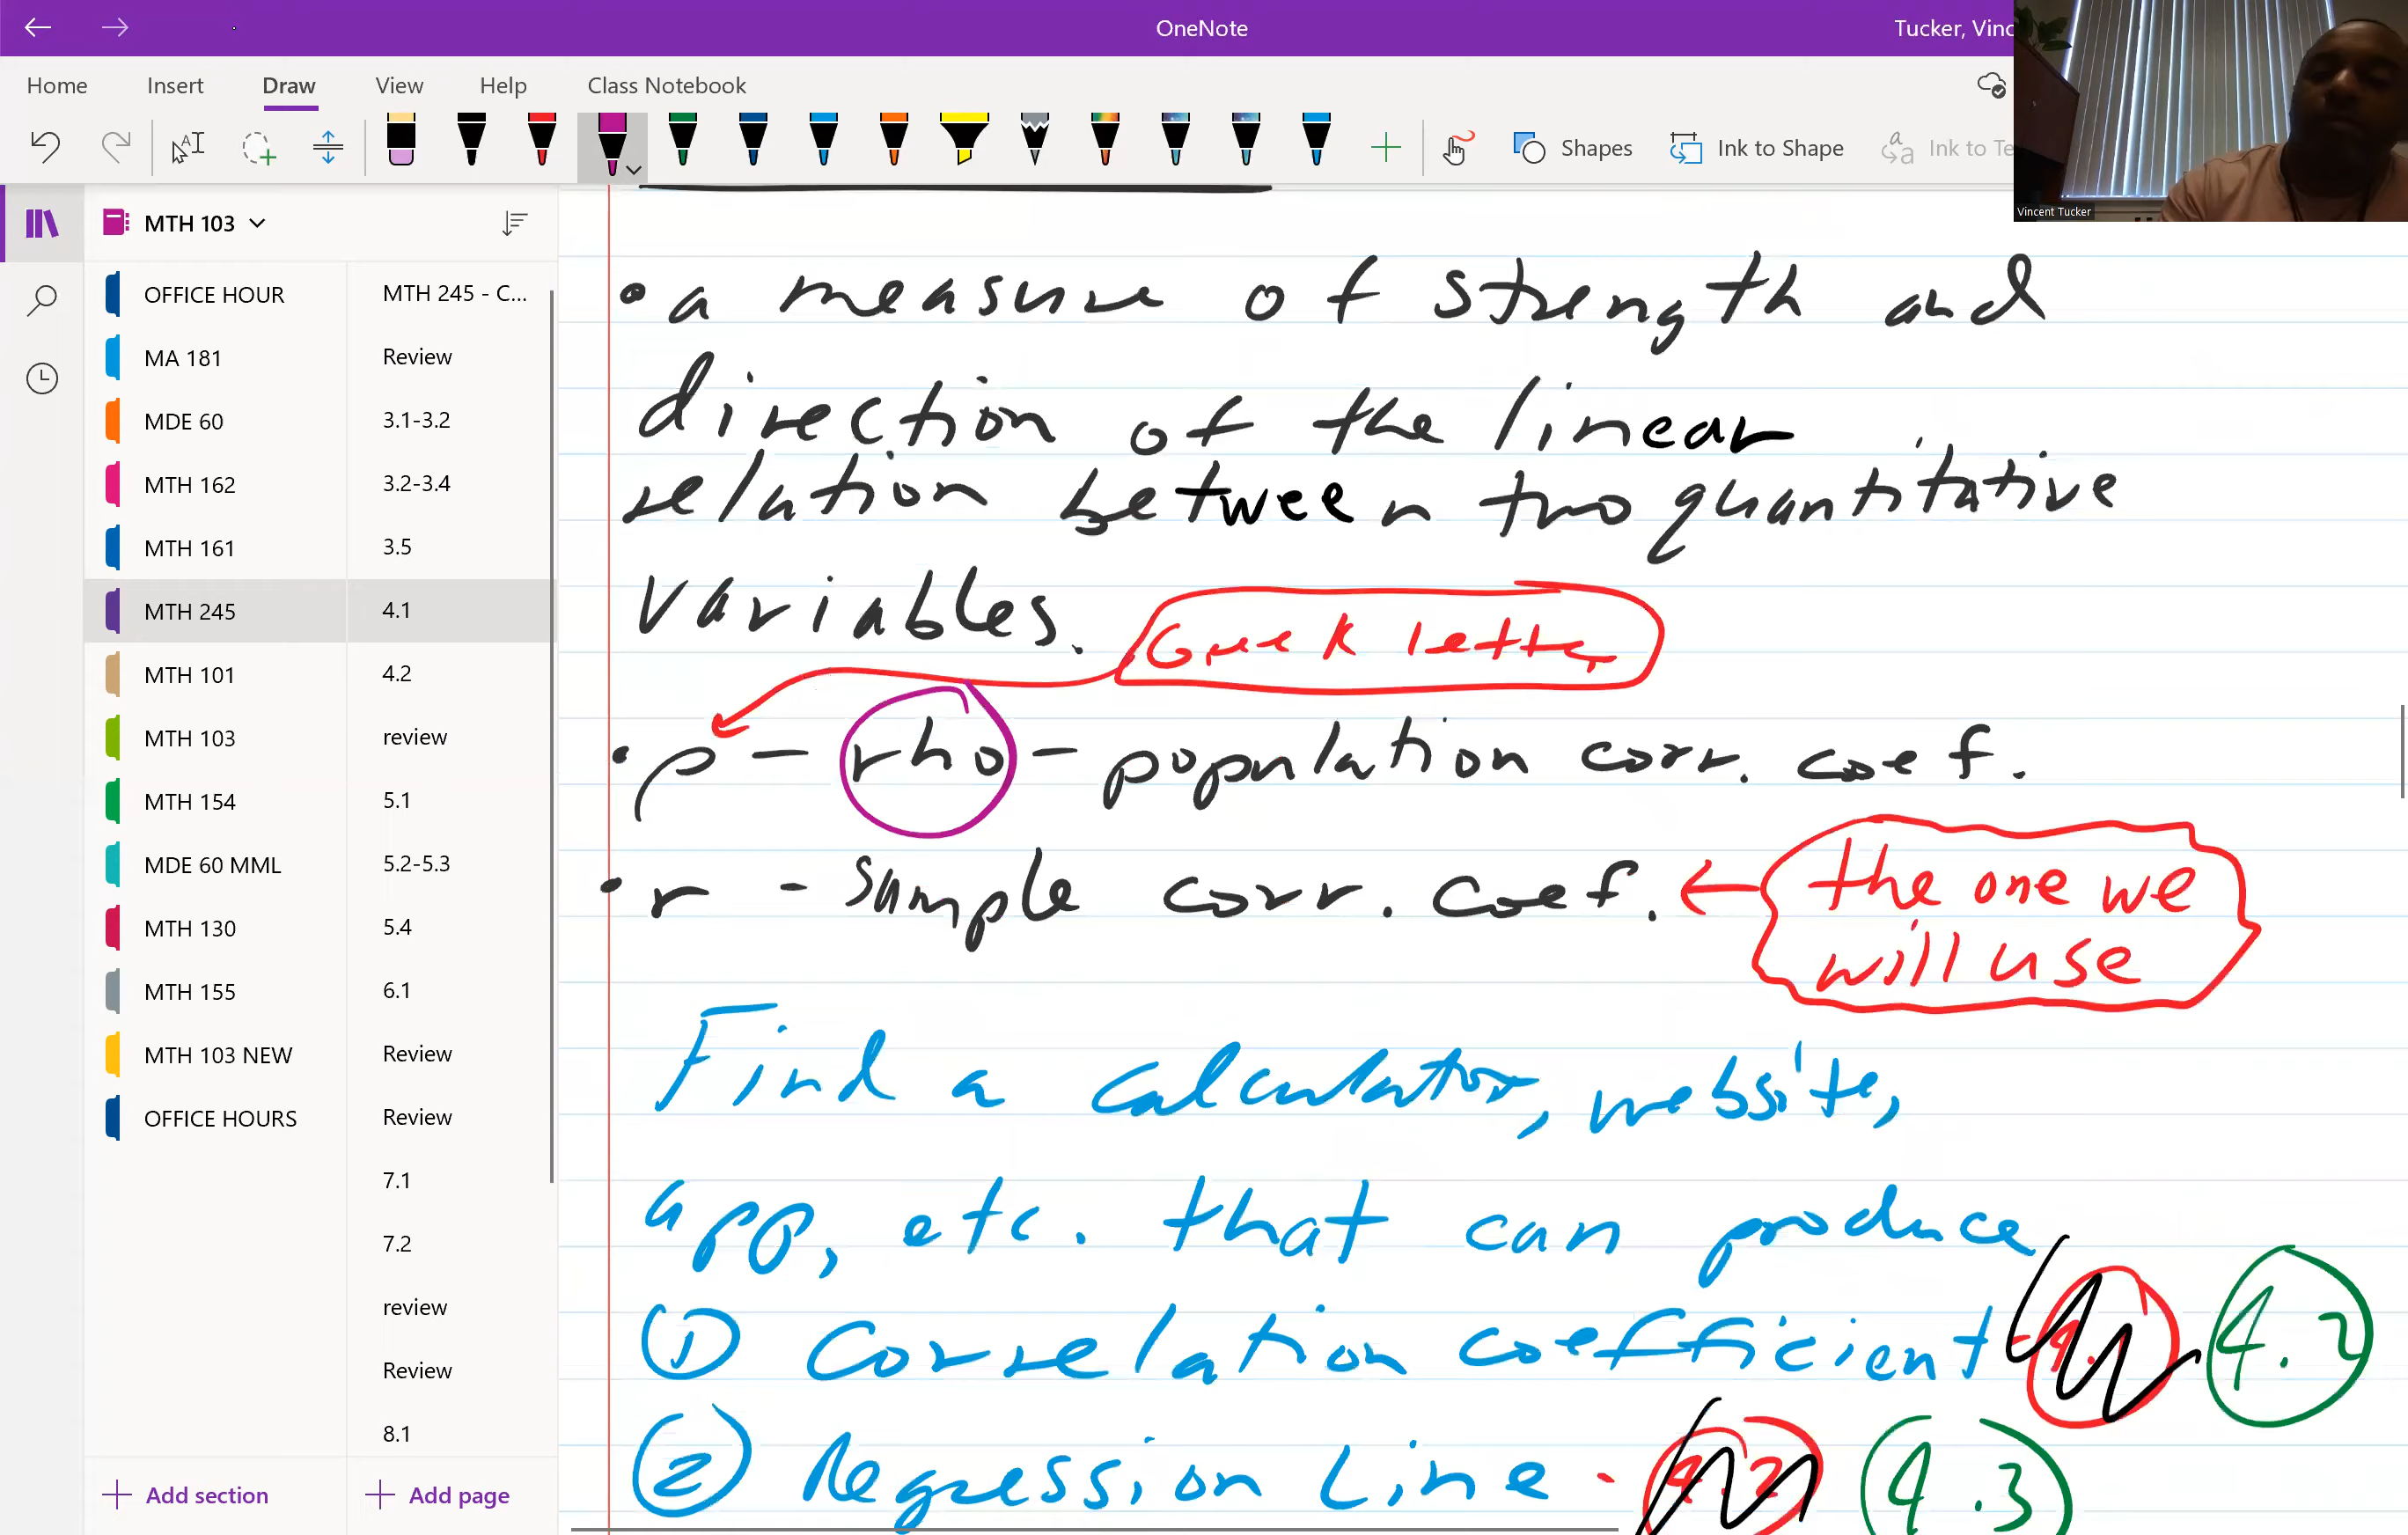 OneNote
Tucker, Vinc
Home Insert Draw View Help Class Notebook
Shapes Ink to Shape Ink to Te
Vincent Tucker
MTH 103
OFFICE HOUR
MA 181
MDE 60
MTH 162
MTH 161
MTH 245
MTH 101
MTH 103
MTH 154
MDE 60 MML
MTH 130
MTH 155
MTH 103 NEW
OFFICE HOURS
Add section
MTH 245 - C...
Review
3.1-3.2
3.2-3.4
3.5
4.1
4.2
review
5.1
5.2-5.3
5.4
6.1
Review
Review
7.1
7.2
review
Review
8.1
Add page
• a measure of strength and
direction of the linear
relation between two quantitative
variables. Greek letter
• ρ – rho – population corr. coef.
• r - sample corr. coef. ← the one we
will use
Find a calculator, website,
app, etc. that can produce
① Correlation coefficient - 4.2
② Regression Line - 4.3